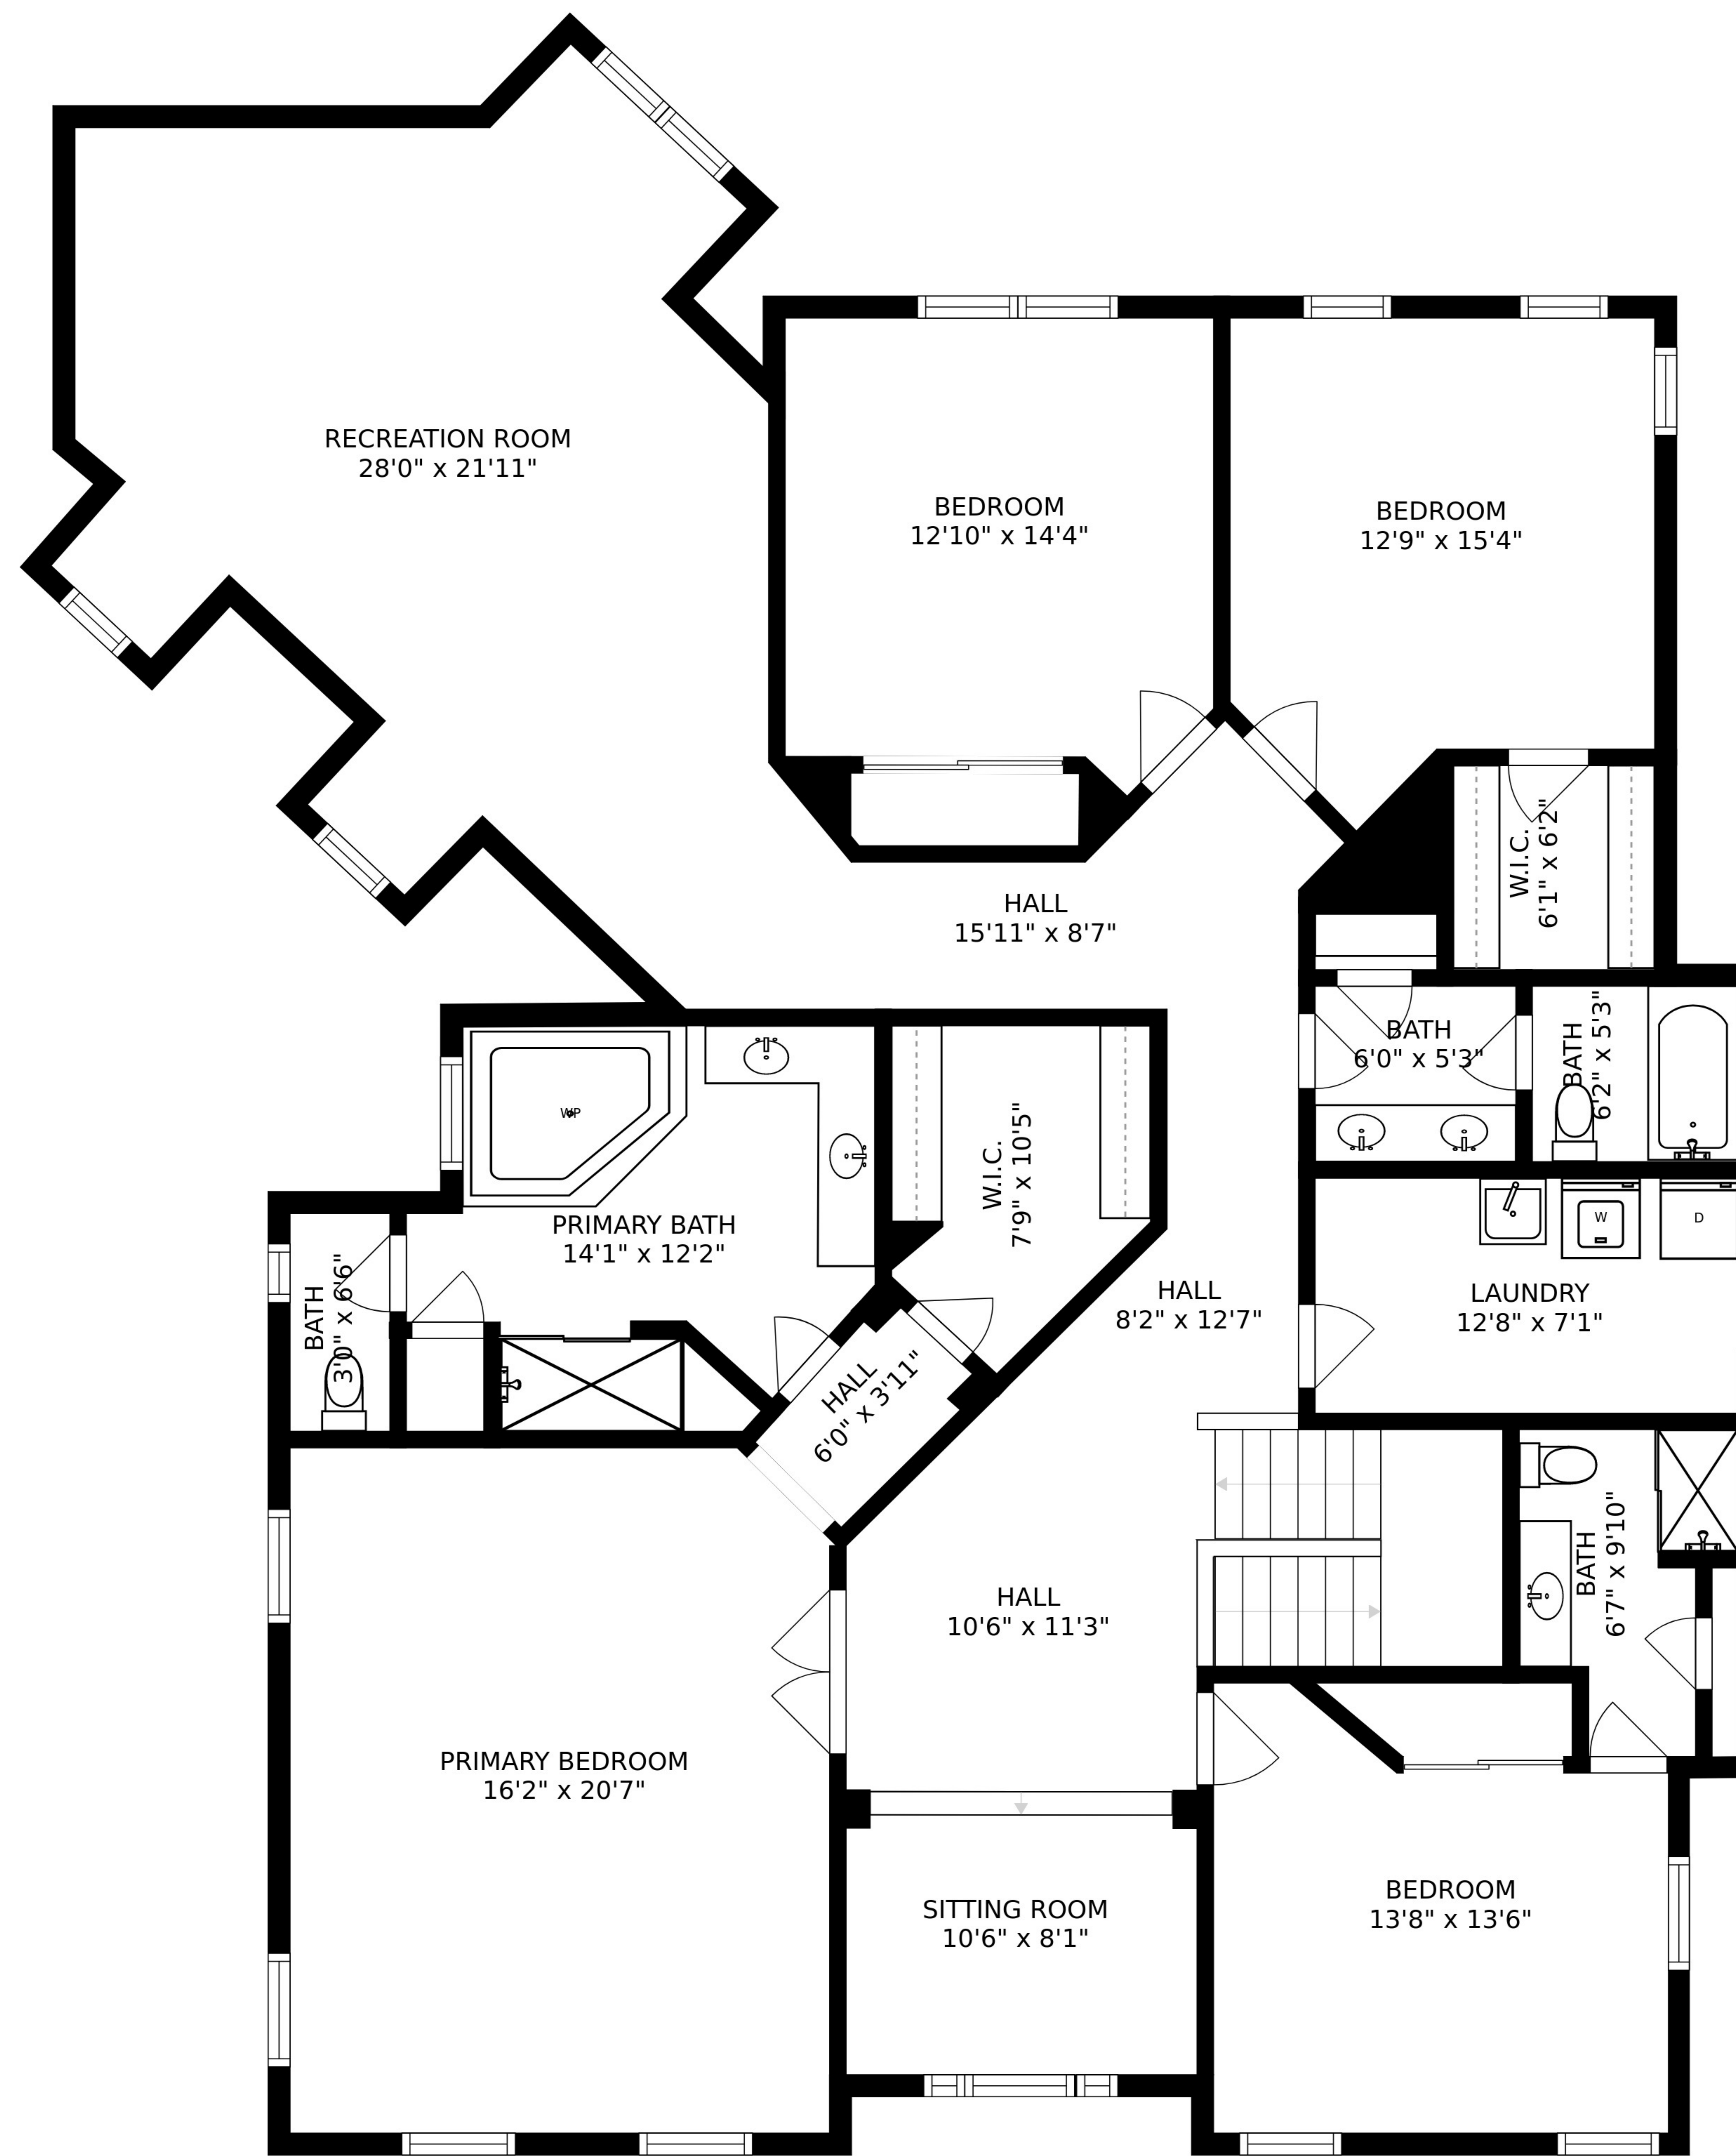 RECREATION ROOM
28'0" x 21'11"
BEDROOM
12'10" x 14'4"
BEDROOM
12'9" x 15'4"
W.I.C.
6'1" x 6'2"
HALL
15'11" x 8'7"
BATH
6'0" x 5'3"
BATH
6'2" x 5'3"
WP
PRIMARY BATH
14'1" x 12'2"
W.I.C.
7'9" x 10'5"
W
D
BATH
3'0" x 6'6"
HALL
8'2" x 12'7"
LAUNDRY
12'8" x 7'1"
HALL
6'0" x 3'11"
BATH
6'7" x 9'10"
HALL
10'6" x 11'3"
PRIMARY BEDROOM
16'2" x 20'7"
SITTING ROOM
10'6" x 8'1"
BEDROOM
13'8" x 13'6"